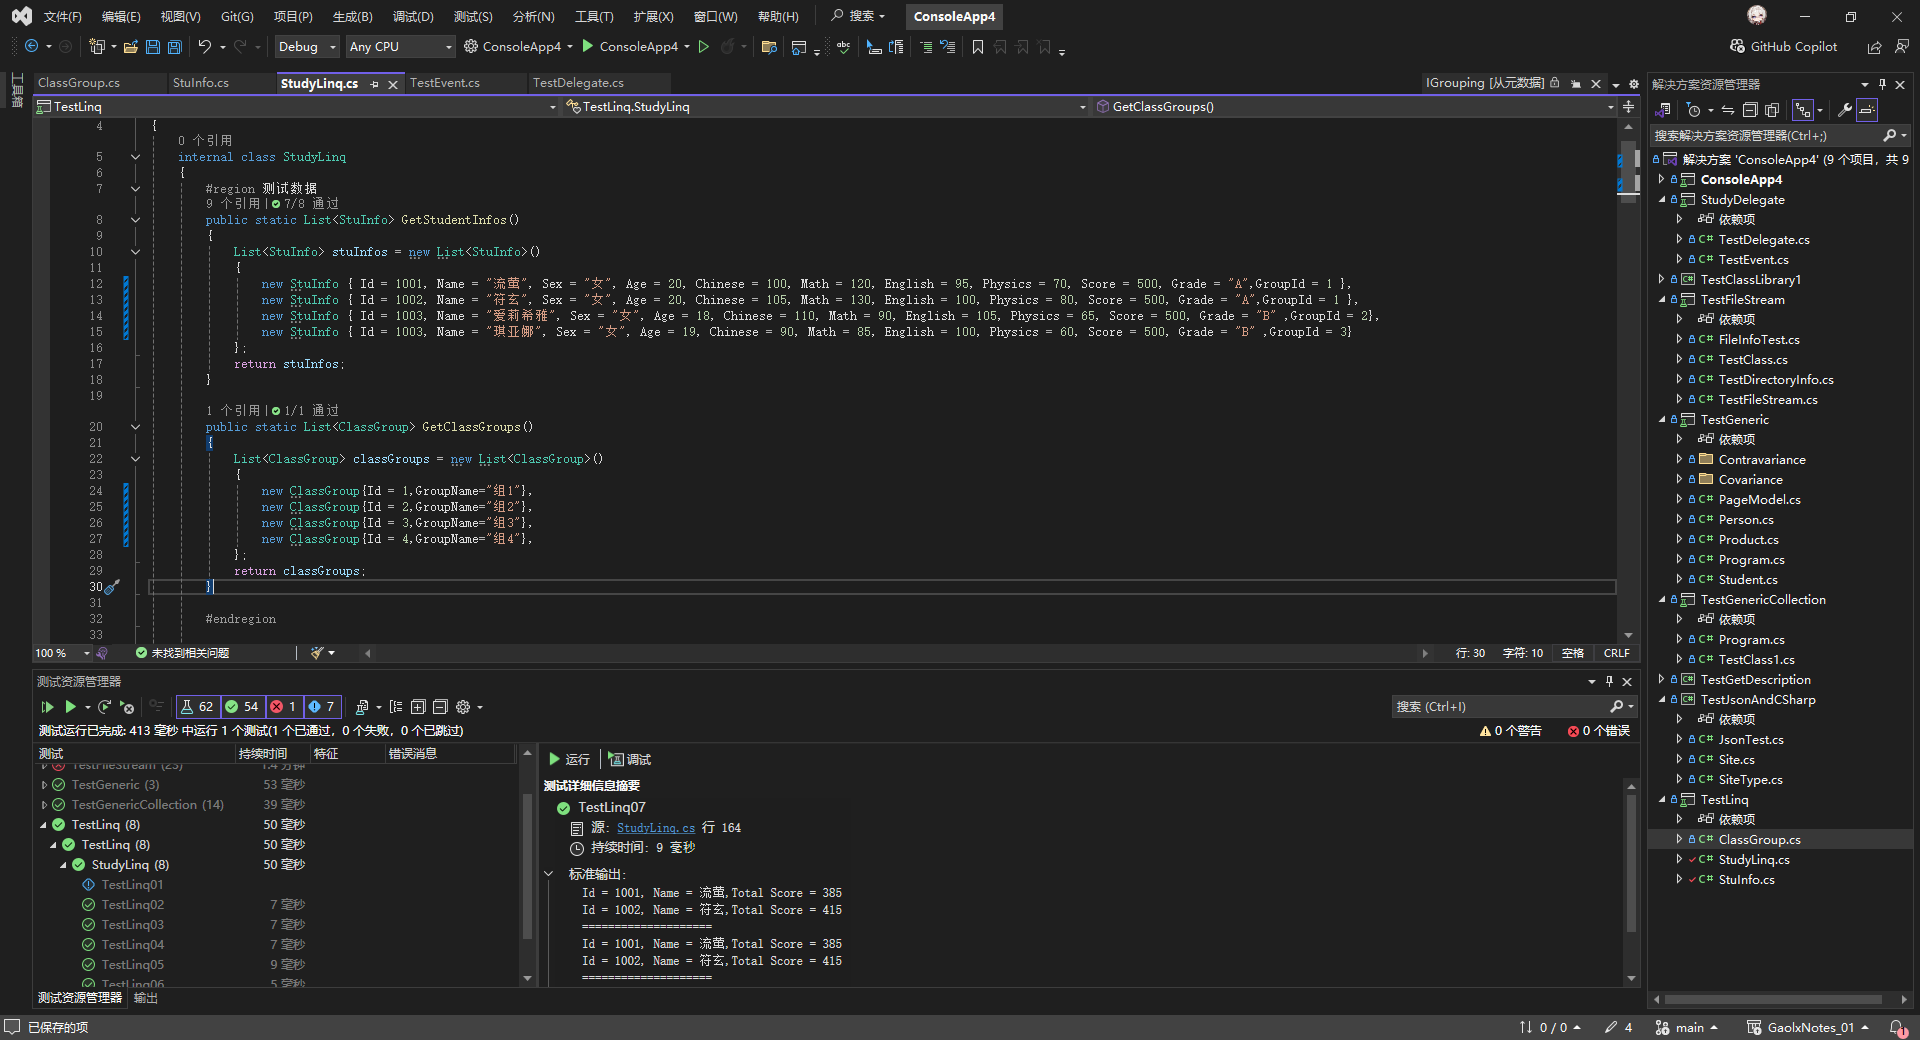 文件(F) 编辑(E) 视图(V) Git(G) 项目(P) 生成(B) 调试(D) 测试(S) 分析(N) 工具(T) 扩展(X) 窗口(W) 帮助(H) 搜索 ConsoleApp4
Debug Any CPU ConsoleApp4 ConsoleApp4 GitHub Copilot
工具箱
ClassGroup.cs StuInfo.cs StudyLinq.cs TestEvent.cs TestDelegate.cs IGrouping [从元数据]
TestLinq TestLinq.StudyLinq GetClassGroups()
4 {
0 个引用
5 internal class StudyLinq
6 {
7 #region 测试数据
9 个引用 | 7/8 通过
8 public static List<StuInfo> GetStudentInfos()
9 {
10 List<StuInfo> stuInfos = new List<StuInfo>()
11 {
12 new StuInfo { Id = 1001, Name = "流萤", Sex = "女", Age = 20, Chinese = 100, Math = 120, English = 95, Physics = 70, Score = 500, Grade = "A",GroupId = 1 },
13 new StuInfo { Id = 1002, Name = "符玄", Sex = "女", Age = 20, Chinese = 105, Math = 130, English = 100, Physics = 80, Score = 500, Grade = "A",GroupId = 1 },
14 new StuInfo { Id = 1003, Name = "爱莉希雅", Sex = "女", Age = 18, Chinese = 110, Math = 90, English = 105, Physics = 65, Score = 500, Grade = "B" ,GroupId = 2},
15 new StuInfo { Id = 1003, Name = "琪亚娜", Sex = "女", Age = 19, Chinese = 90, Math = 85, English = 100, Physics = 60, Score = 500, Grade = "B" ,GroupId = 3}
16 };
17 return stuInfos;
18 }
19
1 个引用 | 1/1 通过
20 public static List<ClassGroup> GetClassGroups()
21 {
22 List<ClassGroup> classGroups = new List<ClassGroup>()
23 {
24 new ClassGroup{Id = 1,GroupName="组1"},
25 new ClassGroup{Id = 2,GroupName="组2"},
26 new ClassGroup{Id = 3,GroupName="组3"},
27 new ClassGroup{Id = 4,GroupName="组4"},
28 };
29 return classGroups;
30 }
31
32 #endregion
33
100 % 未找到相关问题 行: 30 字符: 10 空格 CRLF
测试资源管理器
62 54 1 7 搜索 (Ctrl+I)
测试运行已完成: 413 毫秒 中运行 1 个测试(1 个已通过，0 个失败，0 个已跳过) 0 个警告 0 个错误
测试 持续时间 特征 错误消息
TestFileStream (23) 1.4 分钟
TestGeneric (3) 53 毫秒
TestGenericCollection (14) 39 毫秒
TestLinq (8) 50 毫秒
TestLinq (8) 50 毫秒
StudyLinq (8) 50 毫秒
TestLinq01
TestLinq02 7 毫秒
TestLinq03 7 毫秒
TestLinq04 7 毫秒
TestLinq05 9 毫秒
TestLinq06 5 毫秒
运行 调试
测试详细信息摘要
TestLinq07
源: StudyLinq.cs 行 164
持续时间: 9 毫秒
标准输出:
Id = 1001, Name = 流萤,Total Score = 385
Id = 1002, Name = 符玄,Total Score = 415
====================
Id = 1001, Name = 流萤,Total Score = 385
Id = 1002, Name = 符玄,Total Score = 415
====================
测试资源管理器 输出
解决方案资源管理器
搜索解决方案资源管理器(Ctrl+;)
解决方案 'ConsoleApp4' (9 个项目，共 9
ConsoleApp4
StudyDelegate
依赖项
C# TestDelegate.cs
C# TestEvent.cs
TestClassLibrary1
TestFileStream
依赖项
C# FileInfoTest.cs
C# TestClass.cs
C# TestDirectoryInfo.cs
C# TestFileStream.cs
TestGeneric
依赖项
Contravariance
Covariance
C# PageModel.cs
C# Person.cs
C# Product.cs
C# Program.cs
C# Student.cs
TestGenericCollection
依赖项
C# Program.cs
C# TestClass1.cs
TestGetDescription
TestJsonAndCSharp
依赖项
C# JsonTest.cs
C# Site.cs
C# SiteType.cs
TestLinq
依赖项
C# ClassGroup.cs
C# StudyLinq.cs
C# StuInfo.cs
已保存的项 0 / 0 4 main GaolxNotes_01 1